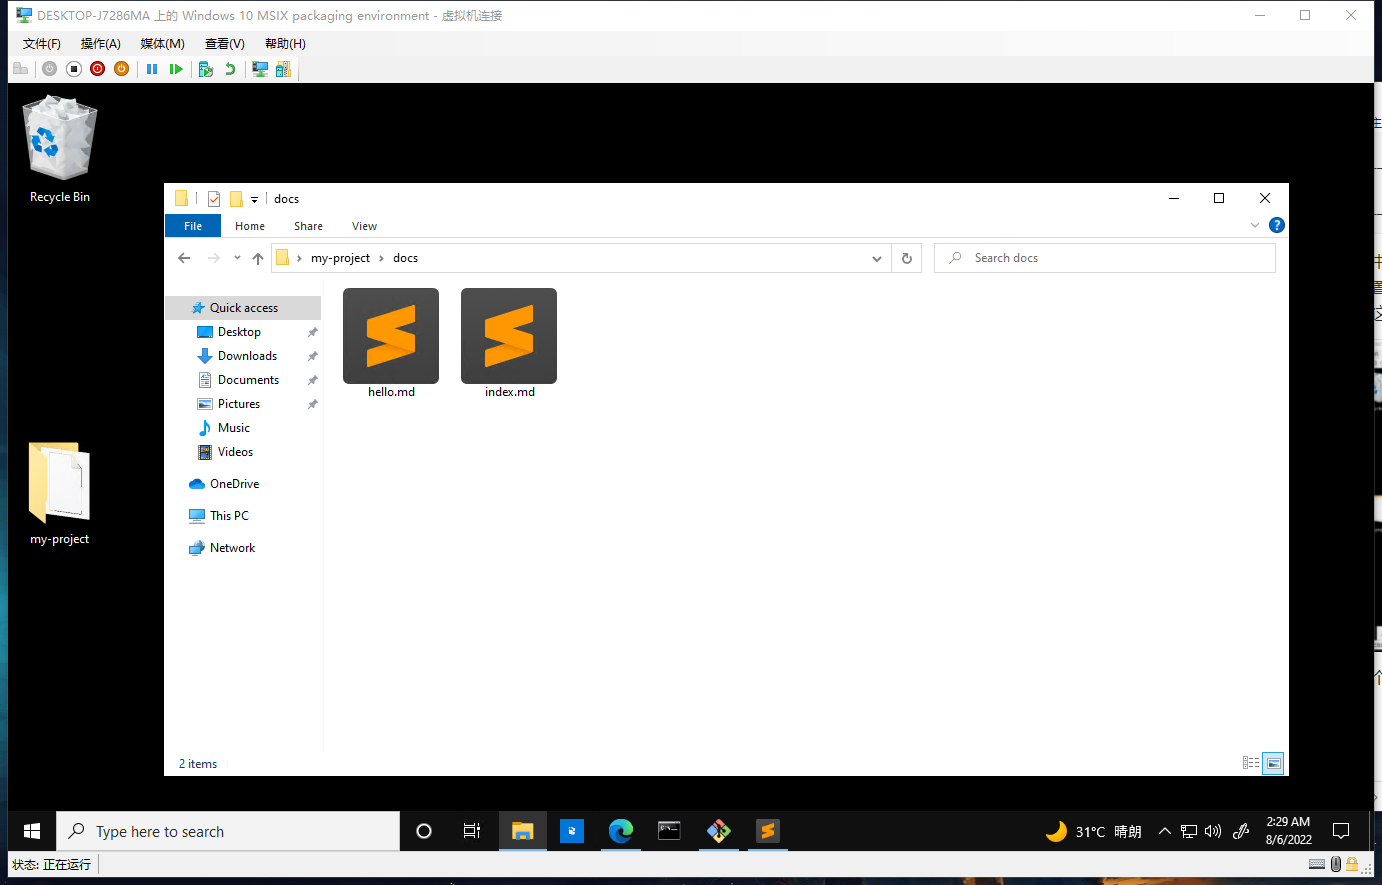 DESKTOP-J7286MA 上的 Windows 10 MSIX packaging environment - 虚拟机连接
文件(F) 操作(A) 媒体(M) 查看(V) 帮助(H)
Recycle Bin
docs
File Home Share View
my-project docs
Search docs
Quick access
Desktop
Downloads
Documents
Pictures
Music
Videos
OneDrive
This PC
Network
hello.md index.md
my-project
2 items
Type here to search
31°C 晴朗
2:29 AM
8/6/2022
状态: 正在运行